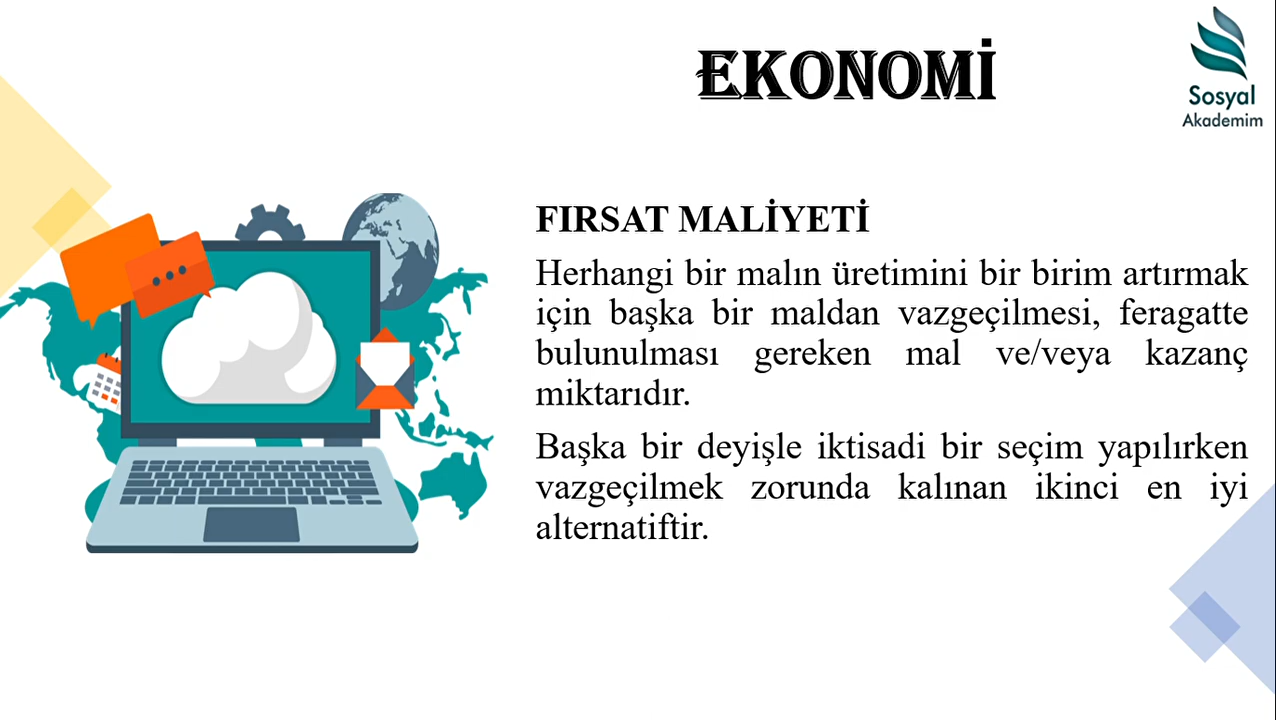 EKONOMİ
Sosyal
Akademim
FIRSAT MALİYETİ
Herhangi bir malın üretimini bir birim artırmak
için başka bir maldan vazgeçilmesi, feragatte
bulunulması gereken mal ve/veya kazanç
miktarıdır.
Başka bir deyişle iktisadi bir seçim yapılırken
vazgeçilmek zorunda kalınan ikinci en iyi
alternatiftir.